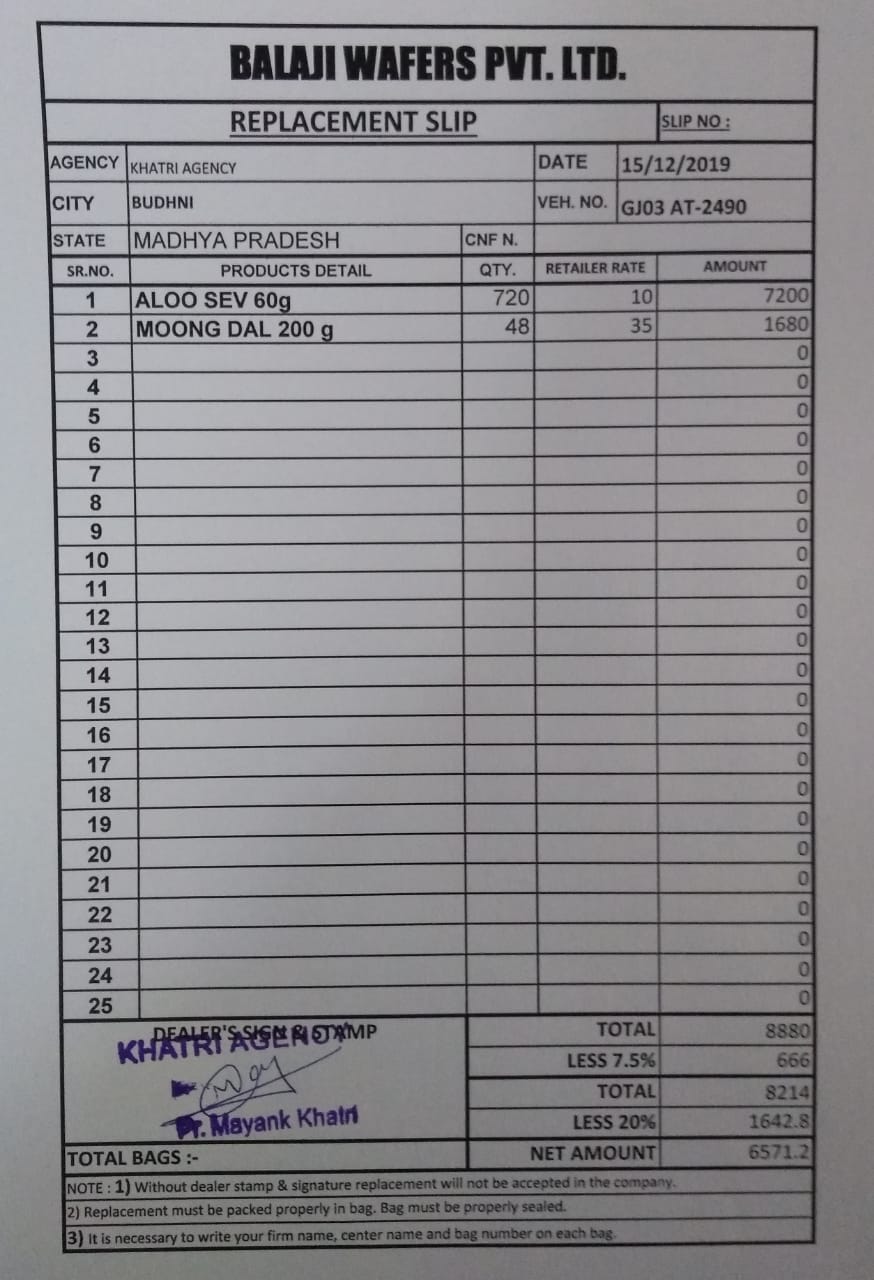 BALAJI WAFERS PVT. LTD.
REPLACEMENT SLIP SLIP NO :
AGENCY KHATRI AGENCY DATE 15/12/2019
CITY BUDHNI VEH. NO. GJ03 AT-2490
STATE MADHYA PRADESH CNF N.
SR.NO. PRODUCTS DETAIL QTY. RETAILER RATE AMOUNT
1 ALOO SEV 60g 720 10 7200
2 MOONG DAL 200 g 48 35 1680
3 0
4 0
5 0
6 0
7 0
8 0
9 0
10 0
11 0
12 0
13 0
14 0
15 0
16 0
17 0
18 0
19 0
20 0
21 0
22 0
23 0
24 0
25 0
DEALER'S SIGN & STAMP TOTAL 8880
KHATRI AGENCY LESS 7.5% 666
TOTAL 8214
Pr. Mayank Khatri LESS 20% 1642.8
TOTAL BAGS :- NET AMOUNT 6571.2
NOTE : 1) Without dealer stamp & signature replacement will not be accepted in the company.
2) Replacement must be packed properly in bag. Bag must be properly sealed.
3) It is necessary to write your firm name, center name and bag number on each bag.